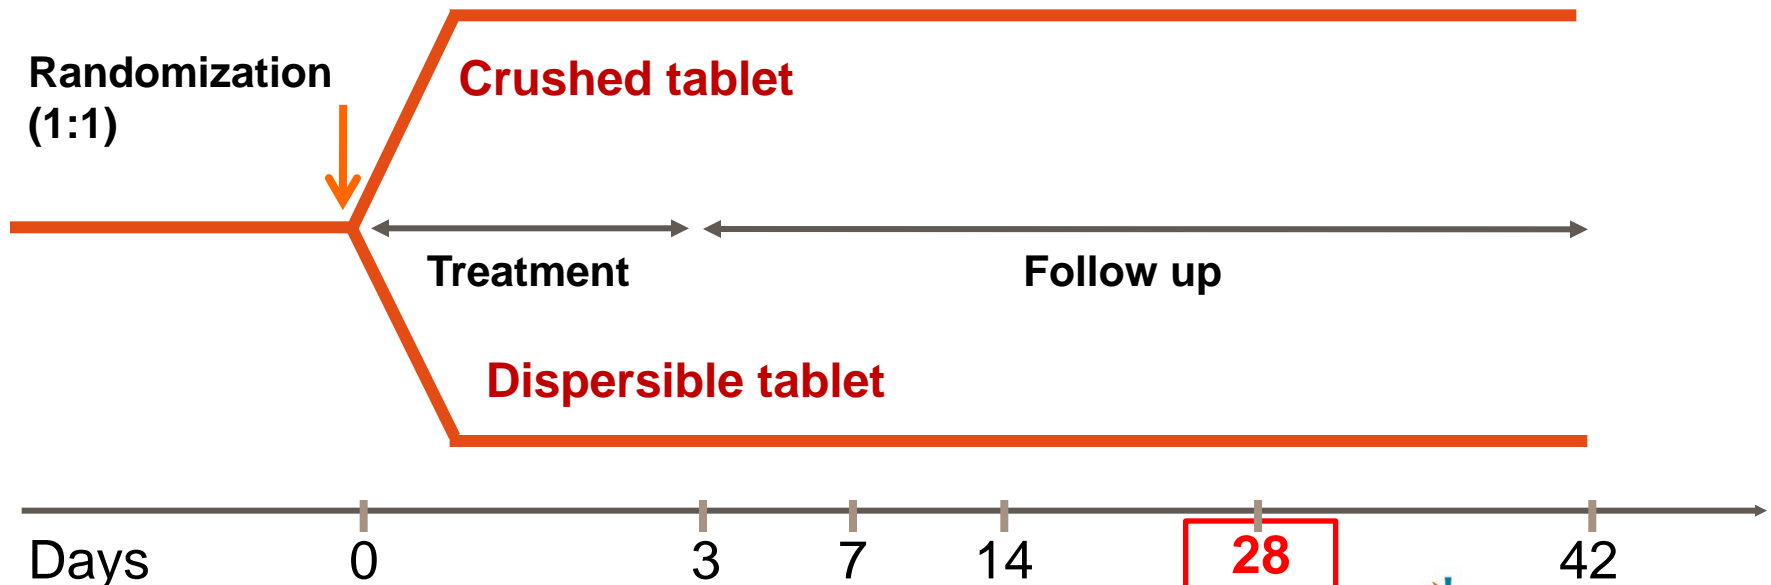 Randomization
(1:1)
Crushed tablet
Treatment
Follow up
Dispersible tablet
Days 0 3 7 14 28 42